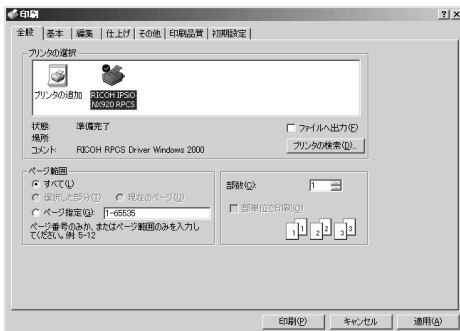 印刷
全般 基本 編集 仕上げ その他 印刷品質 初期設定
プリンタの選択
プリンタの追加
RICOH IPSiO
NX920 RPCS
状態: 準備完了
場所:
コメント: RICOH RPCS Driver Windows 2000
ファイルへ出力(F)
プリンタの検索(D)...
ページ範囲
すべて(L)
選択した部分(T) 現在のページ(U)
ページ指定(G): 1-65535
ページ番号のみか、またはページ範囲のみを入力し
てください。例: 5-12
部数(C): 1
部単位で印刷(O)
1 1 2 2 3 3
印刷(P) キャンセル 適用(A)